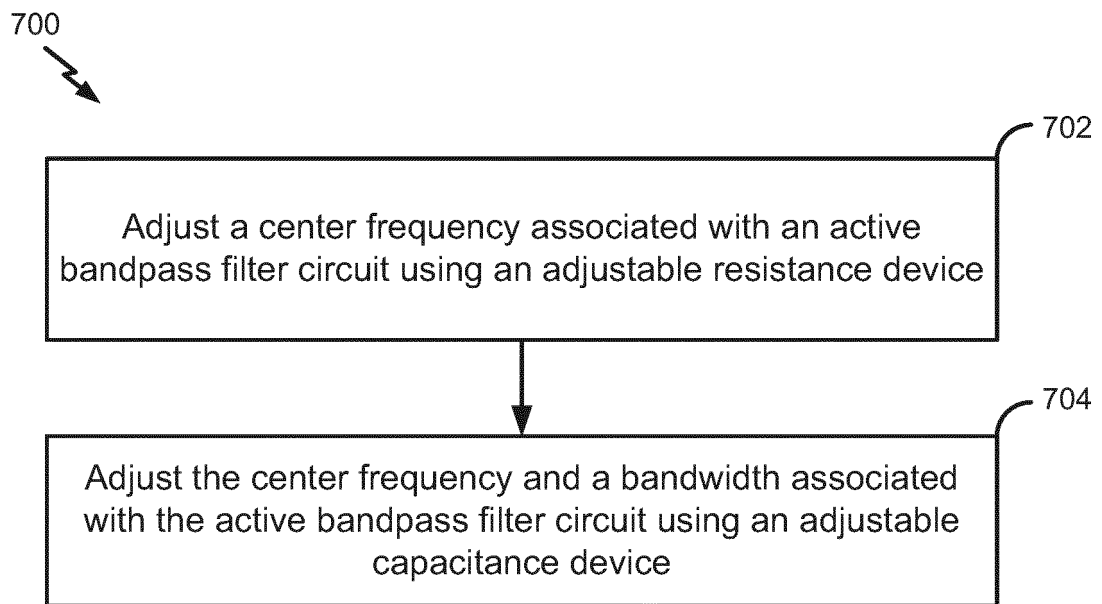 700
702
Adjust a center frequency associated with an active
bandpass filter circuit using an adjustable resistance device
704
Adjust the center frequency and a bandwidth associated
with the active bandpass filter circuit using an adjustable
capacitance device